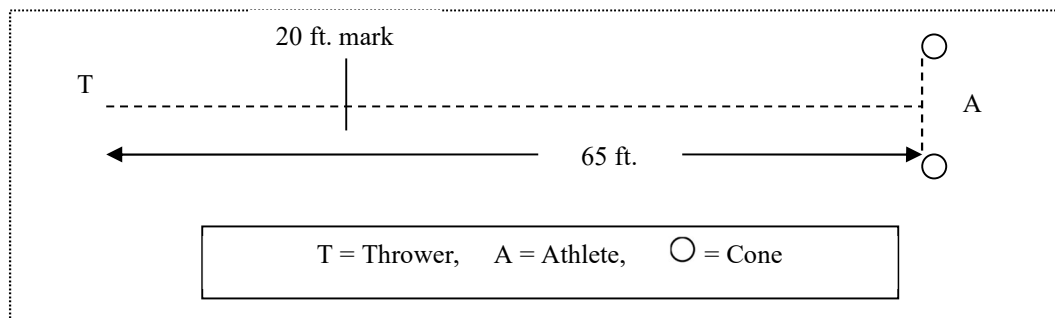 20 ft. mark
T
A
65 ft.
T = Thrower, A = Athlete, = Cone